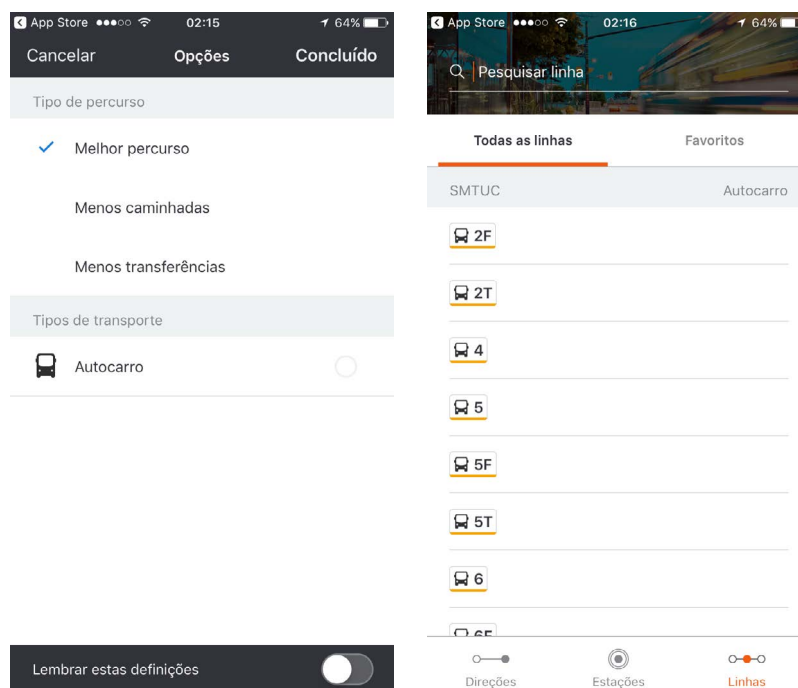 App Store 02:15 64%
Cancelar Opções Concluído
Tipo de percurso
Melhor percurso
Menos caminhadas
Menos transferências
Tipos de transporte
Autocarro
Lembrar estas definições
App Store 02:16 64%
Pesquisar linha
Todas as linhas Favoritos
SMTUC Autocarro
2F
2T
4
5
5F
5T
6
6F
Direções Estações Linhas